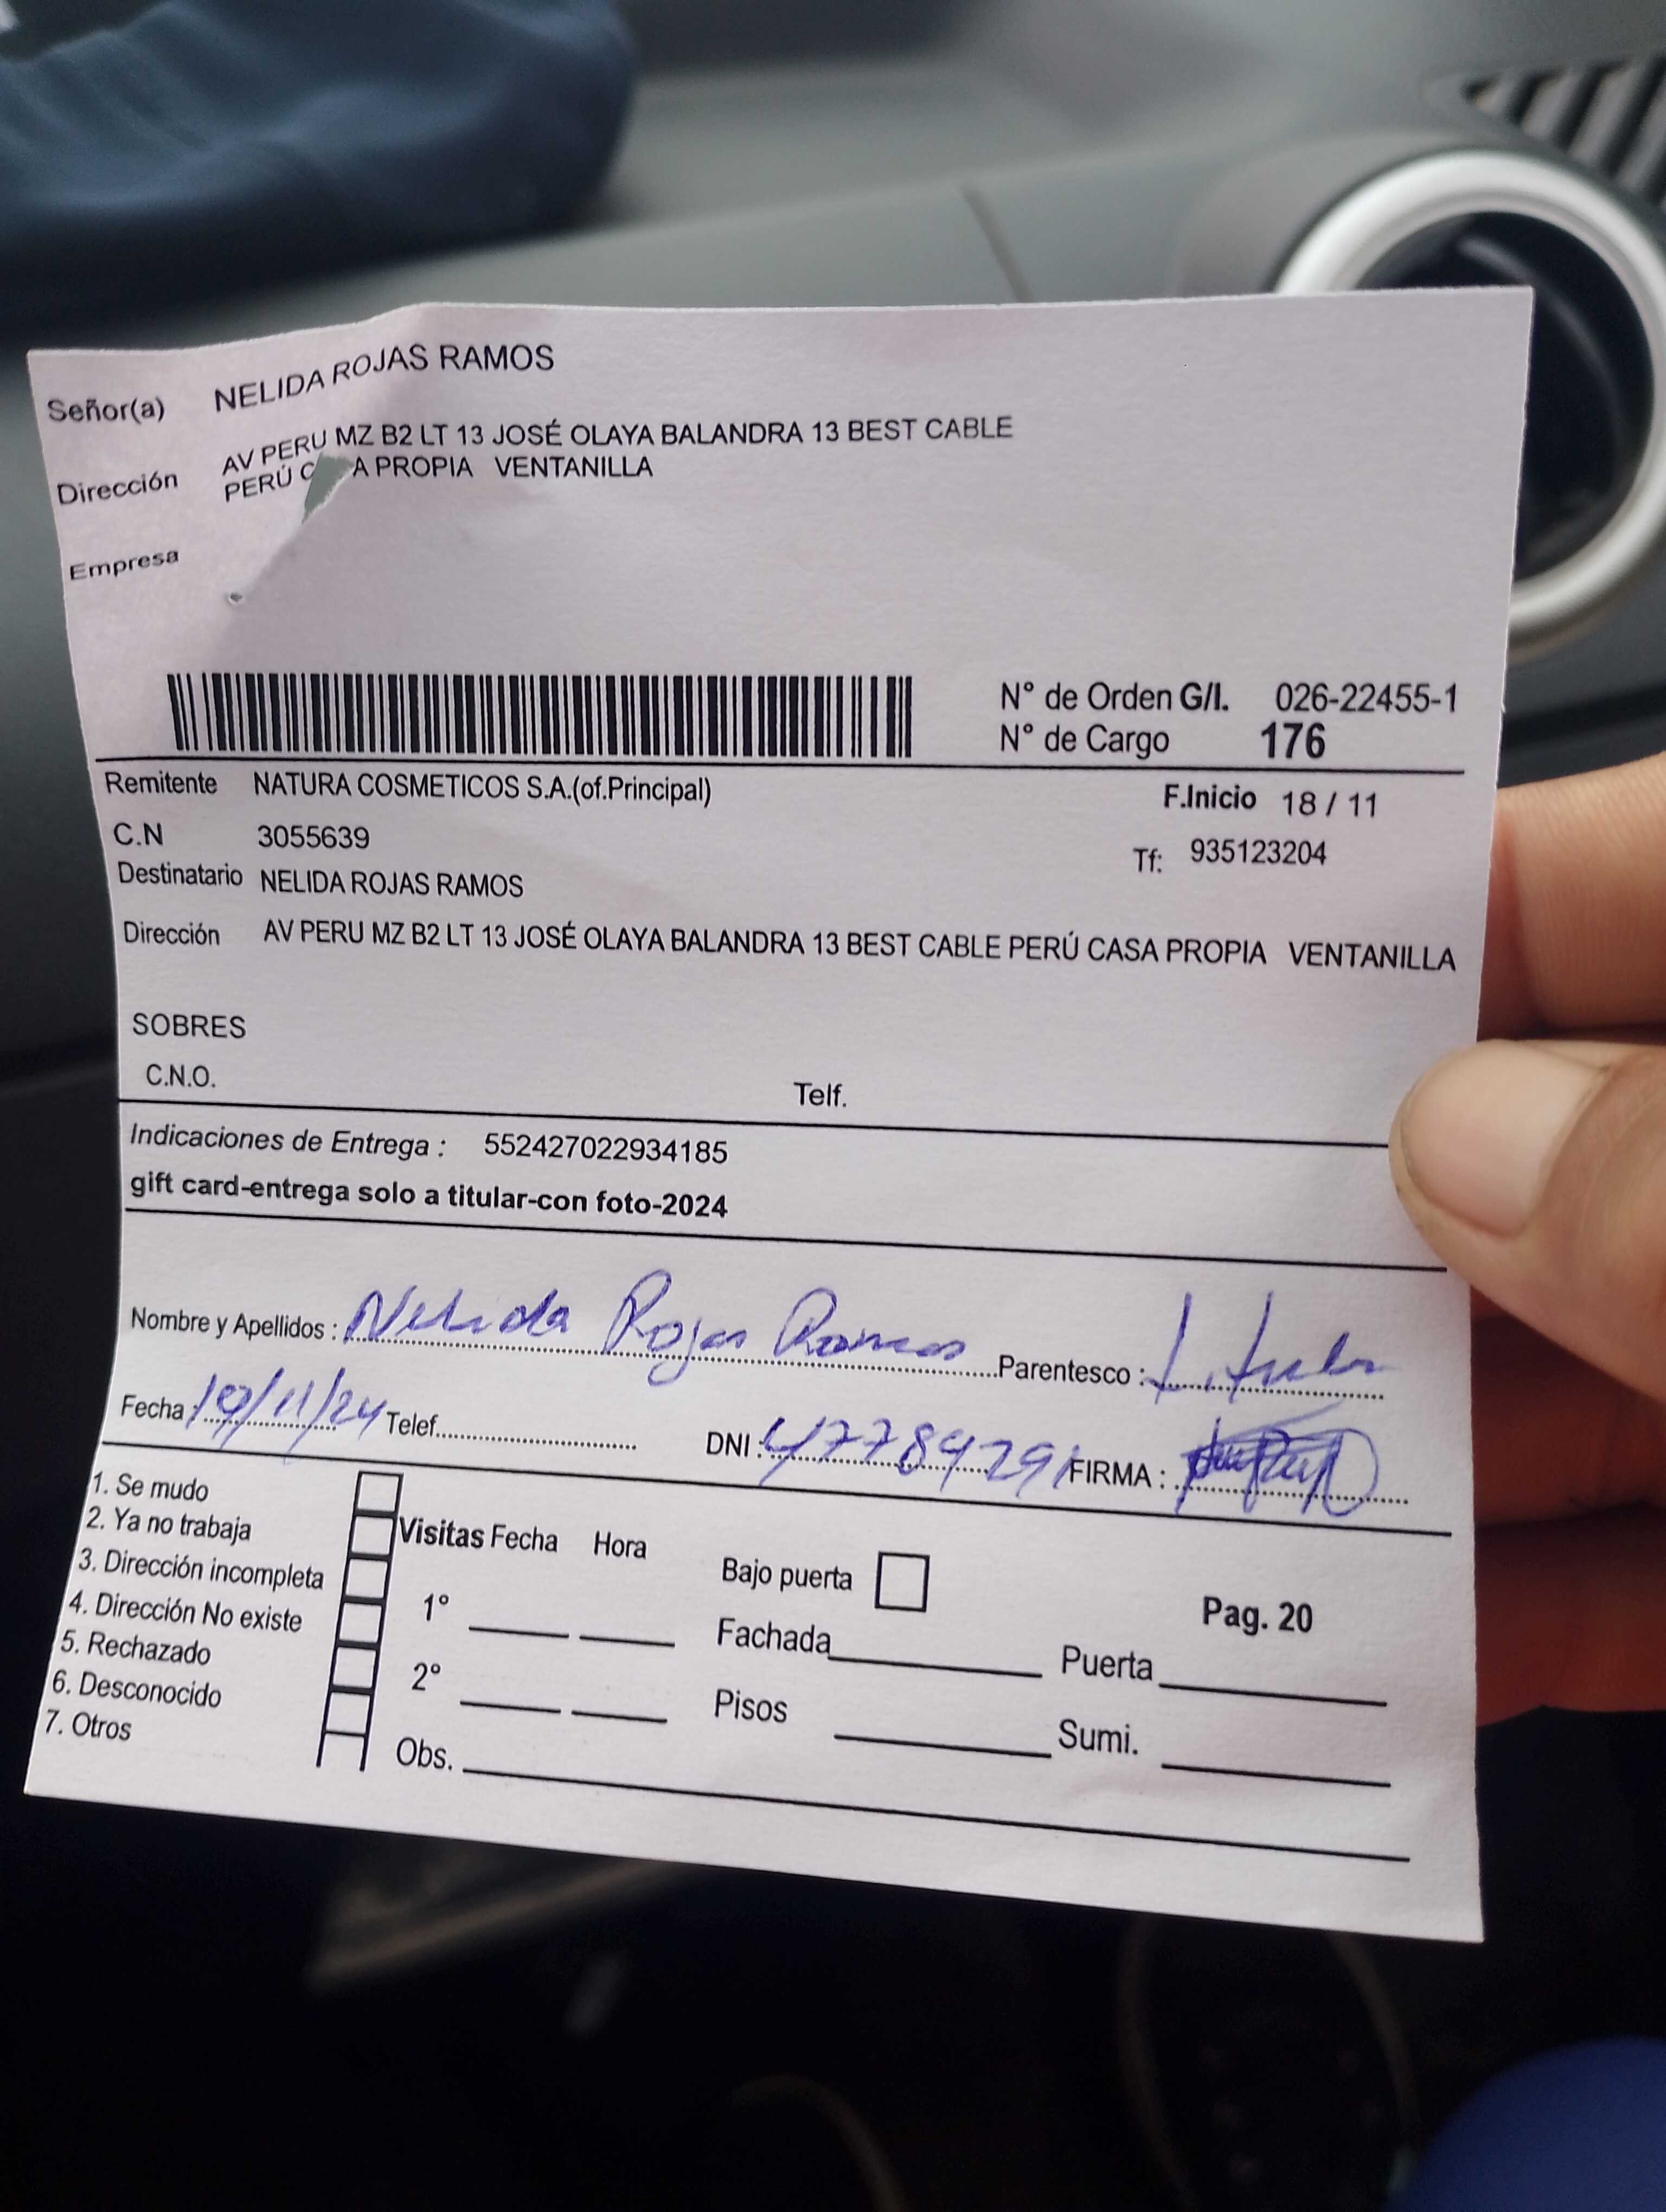 Señor(a) NELIDA ROJAS RAMOS
Dirección AV PERU MZ B2 LT 13 JOSÉ OLAYA BALANDRA 13 BEST CABLE
PERÚ C A PROPIA VENTANILLA
Empresa
N° de Orden G/I. 026-22455-1
N° de Cargo 176
Remitente NATURA COSMETICOS S.A.(of.Principal) F.Inicio 18 / 11
C.N 3055639 Tf: 935123204
Destinatario NELIDA ROJAS RAMOS
Dirección AV PERU MZ B2 LT 13 JOSÉ OLAYA BALANDRA 13 BEST CABLE PERÚ CASA PROPIA VENTANILLA
SOBRES
C.N.O. Telf.
Indicaciones de Entrega : 552427022934185
gift card-entrega solo a titular-con foto-2024
Nombre y Apellidos : Nelida Rojas Ramos Parentesco : titular
Fecha : 19/11/24 Telef. DNI : 47784291 FIRMA :
1. Se mudo
2. Ya no trabaja
3. Dirección incompleta
4. Dirección No existe
5. Rechazado
6. Desconocido
7. Otros
Visitas Fecha Hora
1°
2°
Obs.
Bajo puerta
Pag. 20
Fachada Puerta
Pisos Sumi.